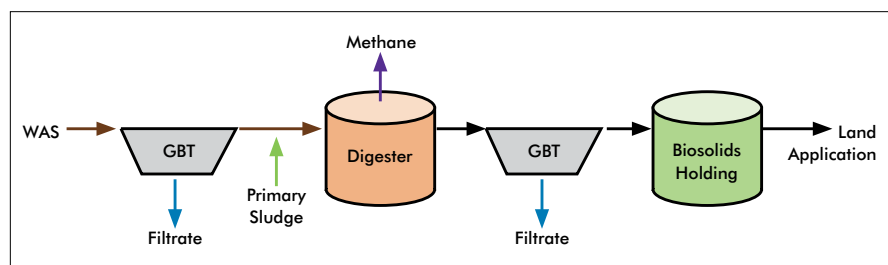 Methane
WAS
GBT
Digester
GBT
Biosolids
Holding
Land
Application
Primary
Sludge
Filtrate
Filtrate